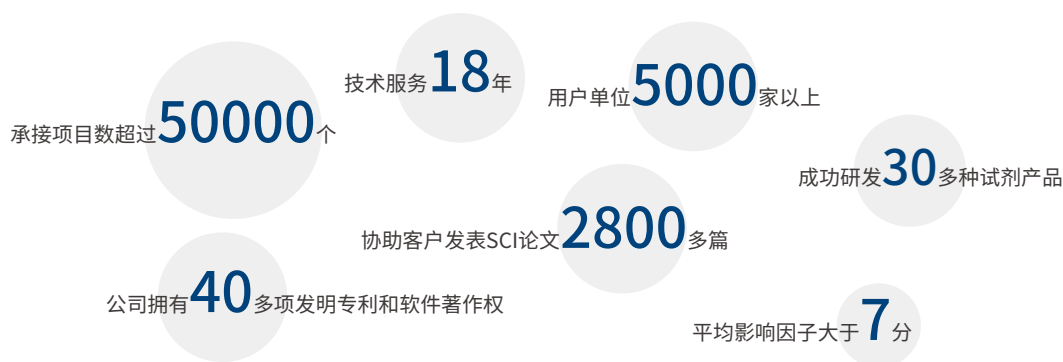 技术服务18年
用户单位5000家以上
承接项目数超过50000个
成功研发30多种试剂产品
协助客户发表SCI论文2800多篇
公司拥有40多项发明专利和软件著作权
平均影响因子大于7分